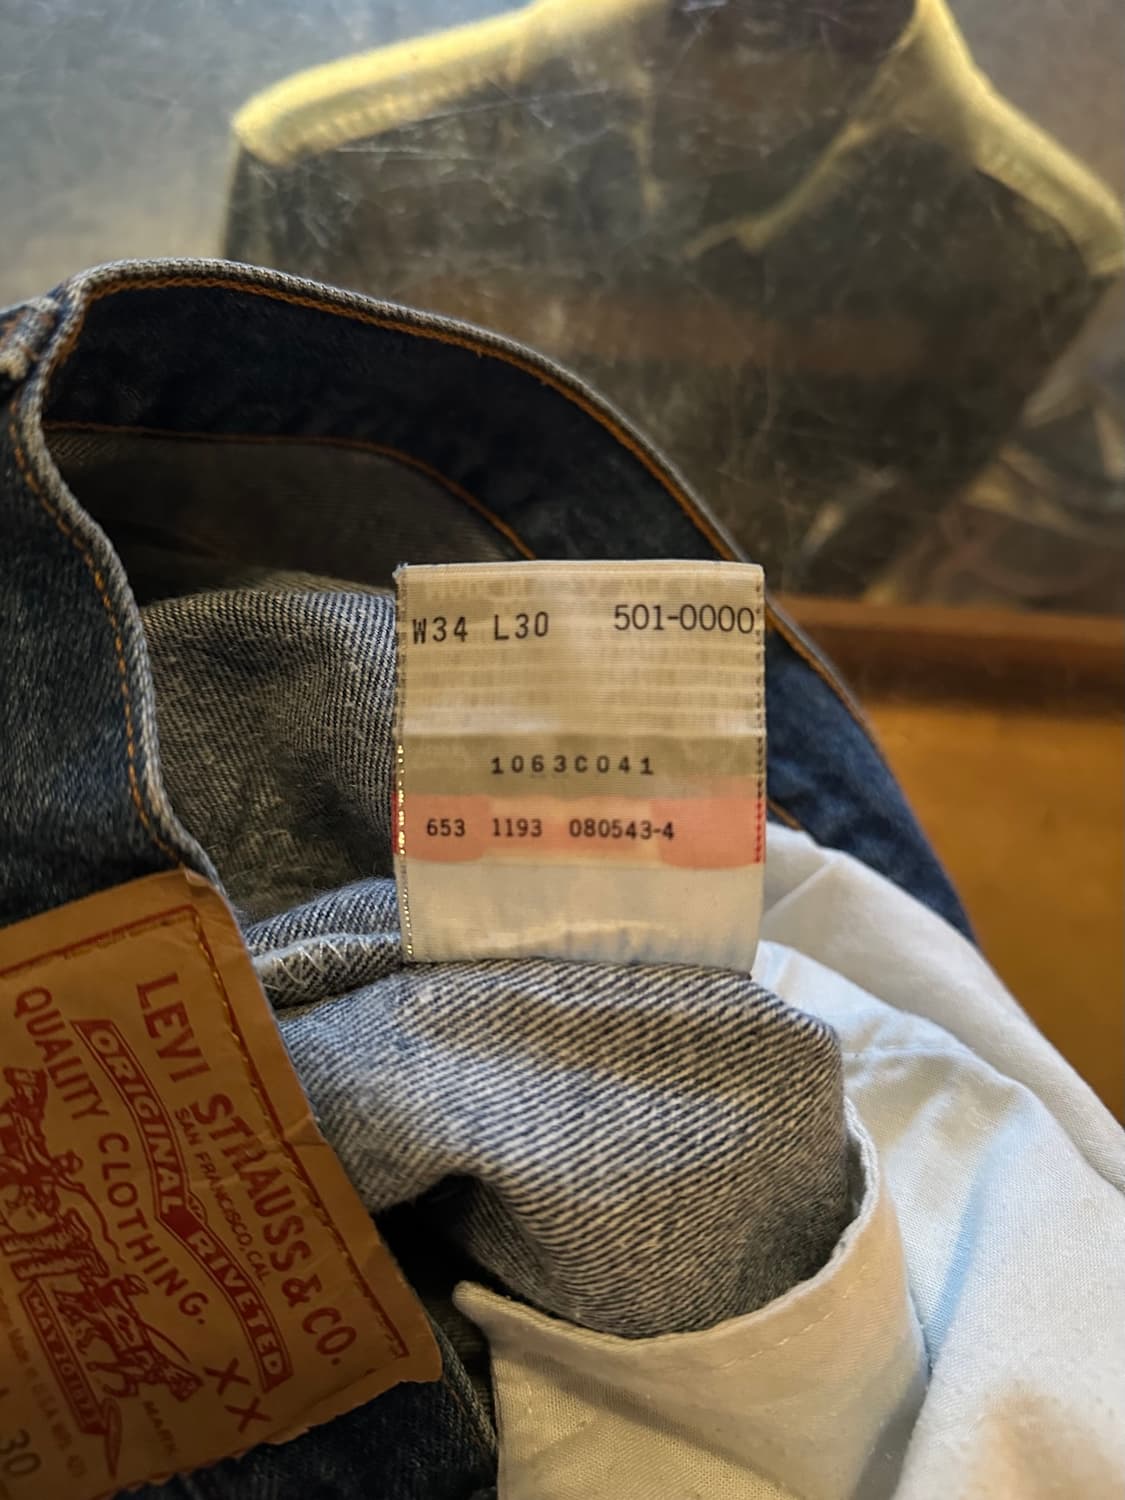 W34 L30 501-0000
1063C041
653 1193 080543-4
LEVI STRAUSS & CO.
SAN FRANCISCO, CAL
ORIGINAL RIVETED
QUALITY CLOTHING.
XX
30